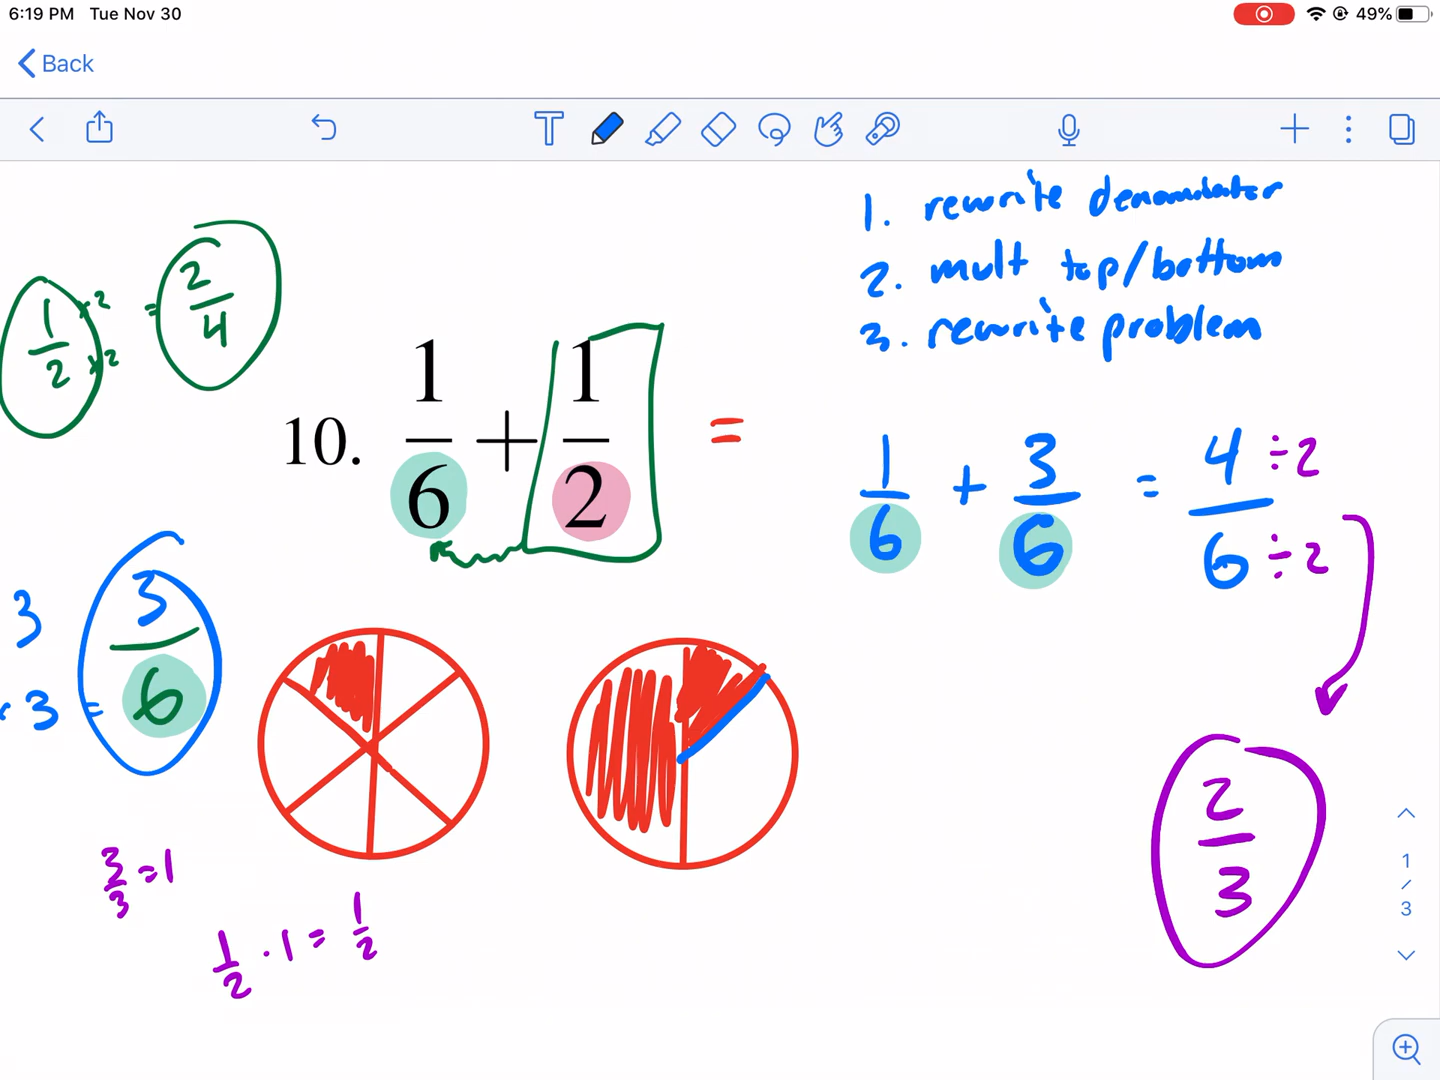 6:19 PM Tue Nov 30
49%
Back
T
1. rewrite denominator
2. mult top/bottom
3. rewrite problem
1/2 ×2 ×2 = 2/4
10. 1/6 + 1/2 =
1/6 + 3/6 = 4/6 ÷2 ÷2
3
× 3 = 3/6
2/3
3/3 = 1
1/2 · 1 = 1/2
1
/
3